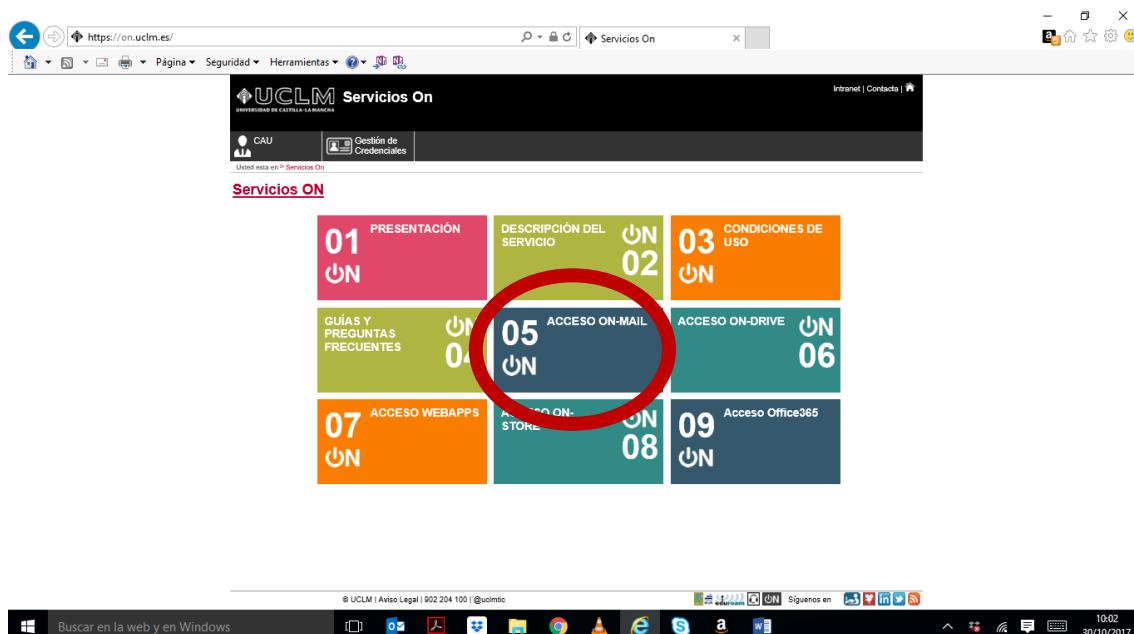 https://on.uclm.es/
Servicios On
Página
Seguridad
Herramientas
UCLM Servicios On
UNIVERSIDAD DE CASTILLA-LA MANCHA
Intranet | Contacta |
CAU
Gestión de
Credenciales
Usted esta en » Servicios On
Servicios ON
01
PRESENTACIÓN
ON
DESCRIPCIÓN DEL
SERVICIO
ON
02
03
CONDICIONES DE
USO
ON
GUÍAS Y
PREGUNTAS
FRECUENTES
05
ACCESO ON-MAIL
ON
ACCESO ON-DRIVE
ON
06
07
ACCESO WEBAPPS
ON
ACCESO ON-
STORE
ON
08
09
Acceso Office365
ON
© UCLM | Aviso Legal | 902 204 100 | @uclmtic
eduroam
ON
Síguenos en
Buscar en la web y en Windows
10:02
30/10/2017